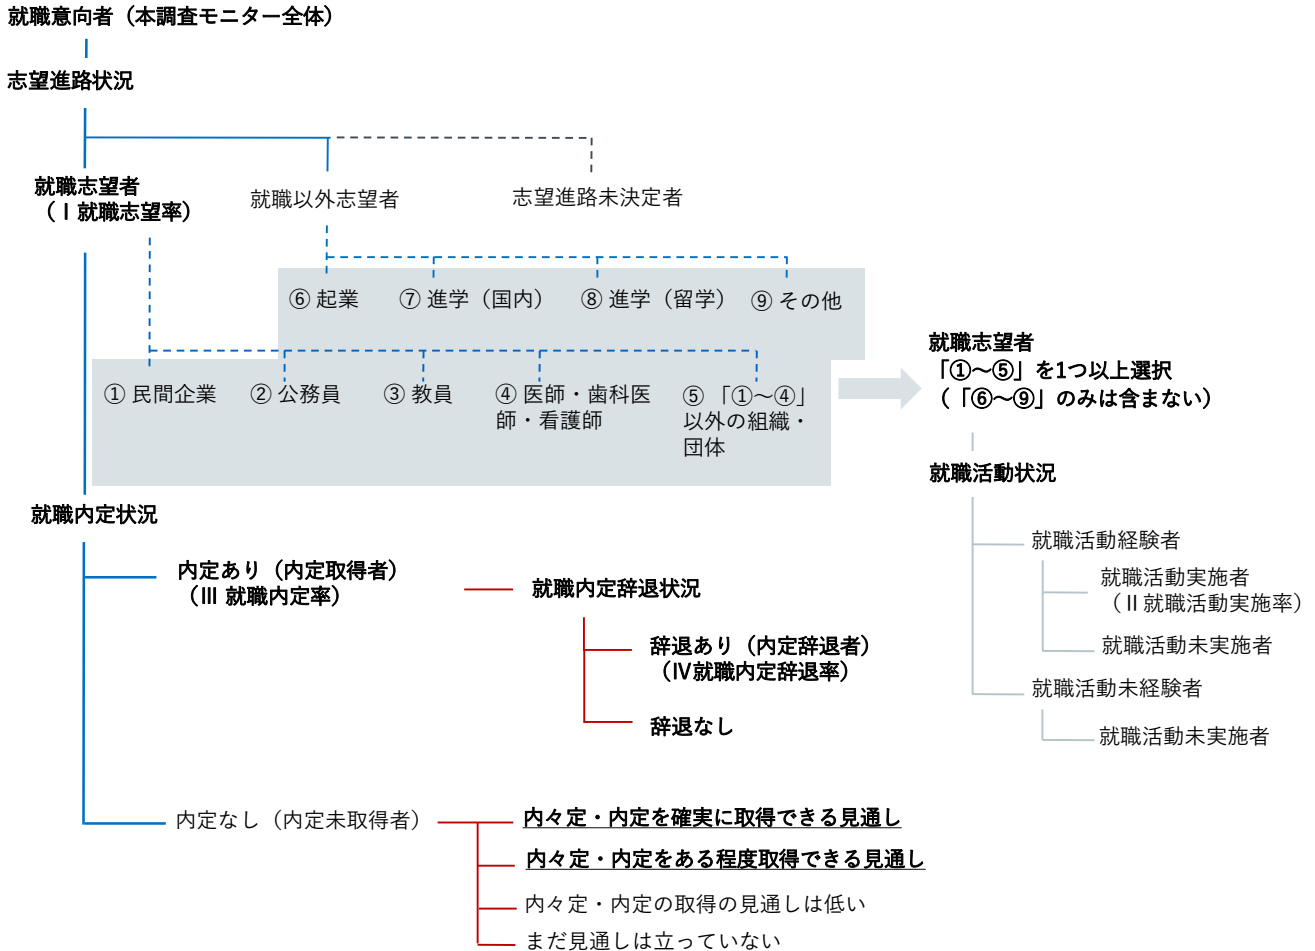 就職意向者（本調査モニター全体）
志望進路状況
就職志望者
（Ⅰ就職志望率）
就職以外志望者
志望進路未決定者
⑥ 起業
⑦ 進学（国内）
⑧ 進学（留学）
⑨ その他
① 民間企業
② 公務員
③ 教員
④ 医師・歯科医
師・看護師
⑤ 「①～④」
以外の組織・
団体
就職志望者
「①～⑤」を1つ以上選択
（「⑥～⑨」のみは含まない）
就職活動状況
就職活動経験者
就職活動実施者
（Ⅱ就職活動実施率）
就職活動未実施者
就職活動未経験者
就職活動未実施者
就職内定状況
内定あり（内定取得者）
（Ⅲ 就職内定率）
就職内定辞退状況
辞退あり（内定辞退者）
（Ⅳ就職内定辞退率）
辞退なし
内定なし（内定未取得者）
内々定・内定を確実に取得できる見通し
内々定・内定をある程度取得できる見通し
内々定・内定の取得の見通しは低い
まだ見通しは立っていない